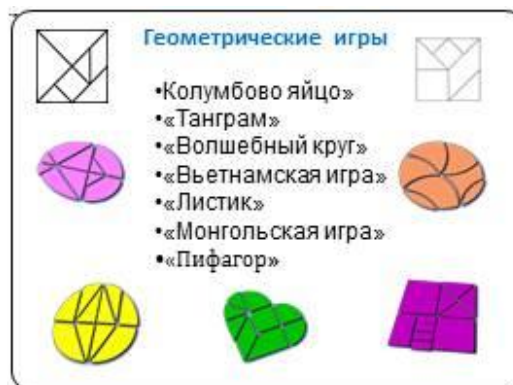 Геометрические игры
•Колумбово яйцо»
•«Танграм»
•«Волшебный круг»
•«Вьетнамская игра»
•«Листик»
•«Монгольская игра»
•«Пифагор»